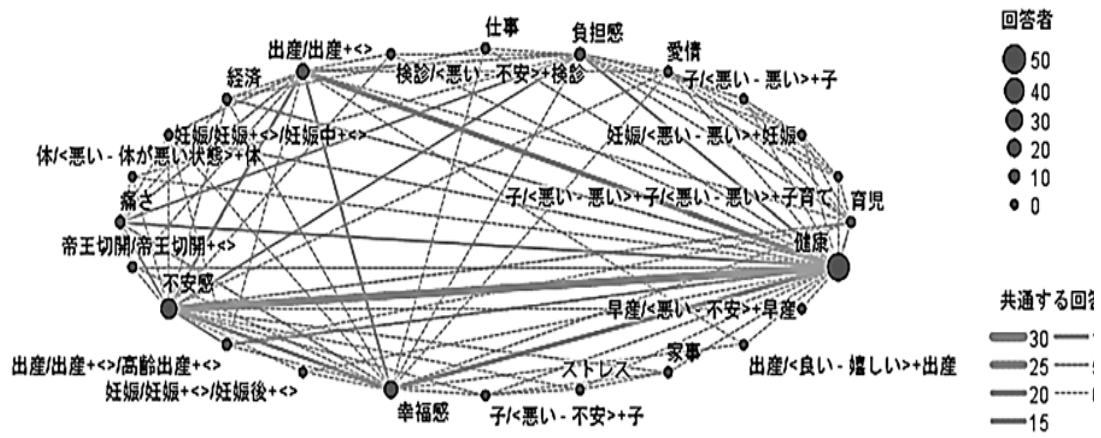 仕事
負担感
出産/出産+<>
愛情
検診/<悪い - 不安>+検診
子/<悪い - 悪い>+子
経済
妊娠/妊娠+<>/妊娠中+<>
妊娠/<悪い - 悪い>+妊娠
体/<悪い - 体が悪い状態>+体
痛さ
子/<悪い - 悪い>+子/<悪い - 悪い>+子育て
育児
帝王切開/帝王切開+<>
健康
不安感
早産/<悪い - 不安>+早産
出産/出産+<>/高齢出産+<>
家事
出産/<良い - 嬉しい>+出産
ストレス
妊娠/妊娠+<>/妊娠後+<>
幸福感
子/<悪い - 不安>+子
回答者
50
40
30
20
10
0
共通する回答
30
25
20
15